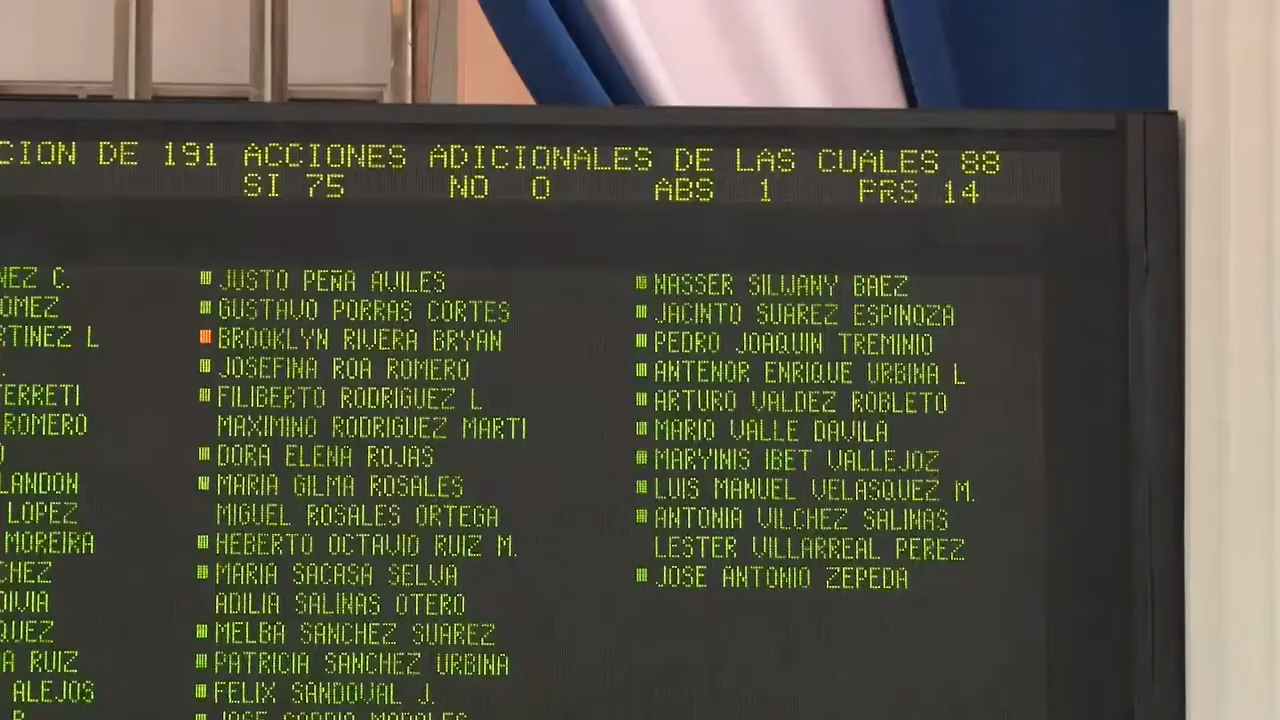 CION DE 191 ACCIONES ADICIONALES DE LAS CUALES 88
SI 75 NO 0 ABS 1 PRS 14
NEZ C.
OMEZ
RTINEZ L
FERRETI
ROMERO
LANDON
LOPEZ
MOREIRA
CHEZ
DIVIA
QUEZ
A RUIZ
ALEJOS
R
JUSTO PEÑA AVILES
GUSTAVO PORRAS CORTES
BROOKLYN RIVERA BRYAN
JOSEFINA ROA ROMERO
FILIBERTO RODRIGUEZ L
MAXIMINO RODRIGUEZ MARTI
DORA ELENA ROJAS
MARIA GILMA ROSALES
MIGUEL ROSALES ORTEGA
HEBERTO OCTAVIO RUIZ M.
MARIA SACASA SELVA
ADILIA SALINAS OTERO
MELBA SANCHEZ SUAREZ
PATRICIA SANCHEZ URBINA
FELIX SANDOVAL J.
NASSER SILWANY BAEZ
JACINTO SUAREZ ESPINOZA
PEDRO JOAQUIN TREMINIO
ANTENOR ENRIQUE URBINA L
ARTURO VALDEZ ROBLETO
MARIO VALLE DAVILA
MARYINIS IBET VALLEJOZ
LUIS MANUEL VELASQUEZ M.
ANTONIA VILCHEZ SALINAS
LESTER VILLARREAL PEREZ
JOSE ANTONIO ZEPEDA